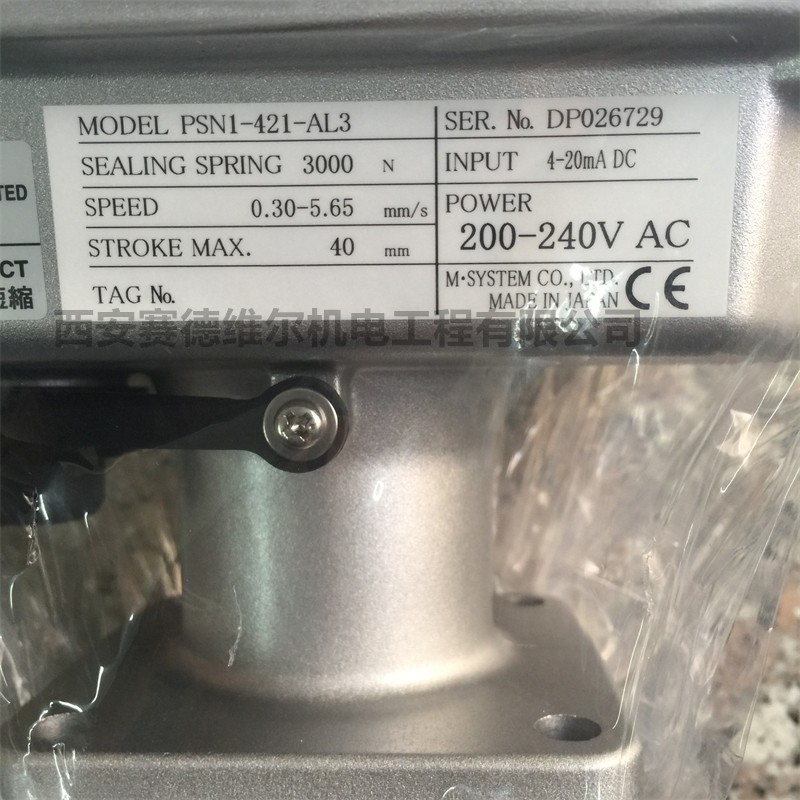 MODEL PSN1-421-AL3
SEALING SPRING 3000 N
SPEED 0.30-5.65 mm/s
STROKE MAX. 40 mm
TAG No.
SER. No. DP026729
INPUT 4-20mA DC
POWER
200-240V AC
M·SYSTEM CO., LTD.
MADE IN JAPAN CE
TED
CT
短縮
西安赛德维尔机电工程有限公司